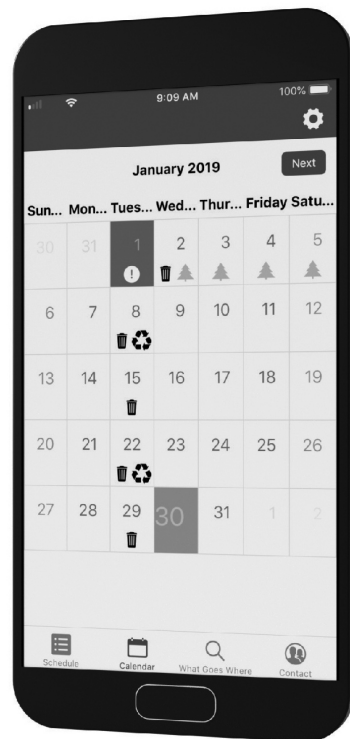 9:09 AM 100%
January 2019 Next
Sun... Mon... Tues... Wed... Thur... Friday Satu...
30 31 1 2 3 4 5
!
6 7 8 9 10 11 12
13 14 15 16 17 18 19
20 21 22 23 24 25 26
27 28 29 30 31 1 2
Schedule Calendar What Goes Where Contact